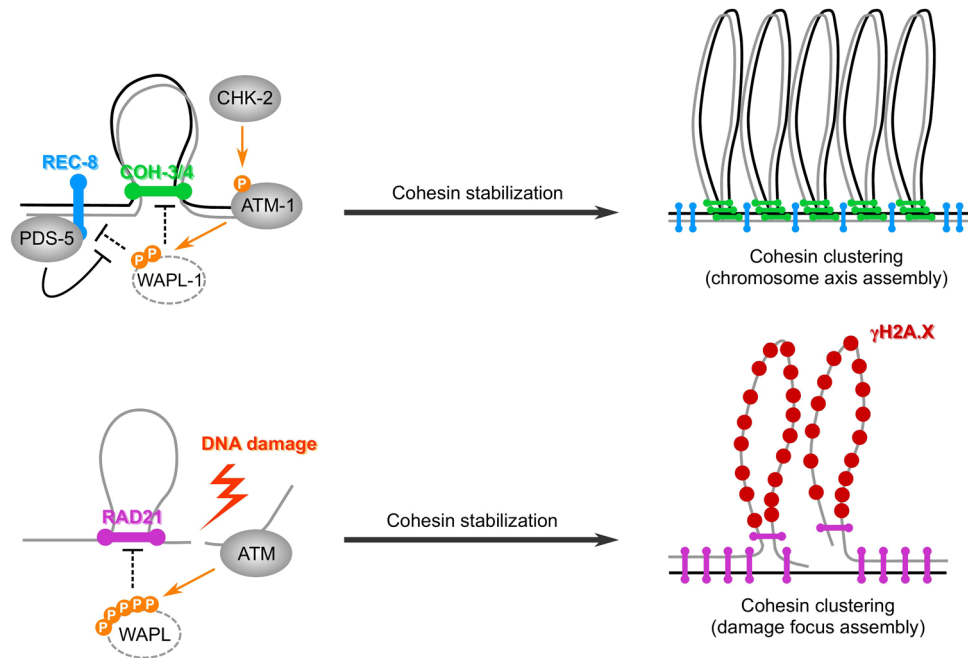 CHK-2
REC-8
COH-3/4
P
ATM-1
Cohesin stabilization
PDS-5
P P
WAPL-1
Cohesin clustering
(chromosome axis assembly)
γH2A.X
DNA damage
RAD21
Cohesin stabilization
ATM
P P P P P
WAPL
Cohesin clustering
(damage focus assembly)